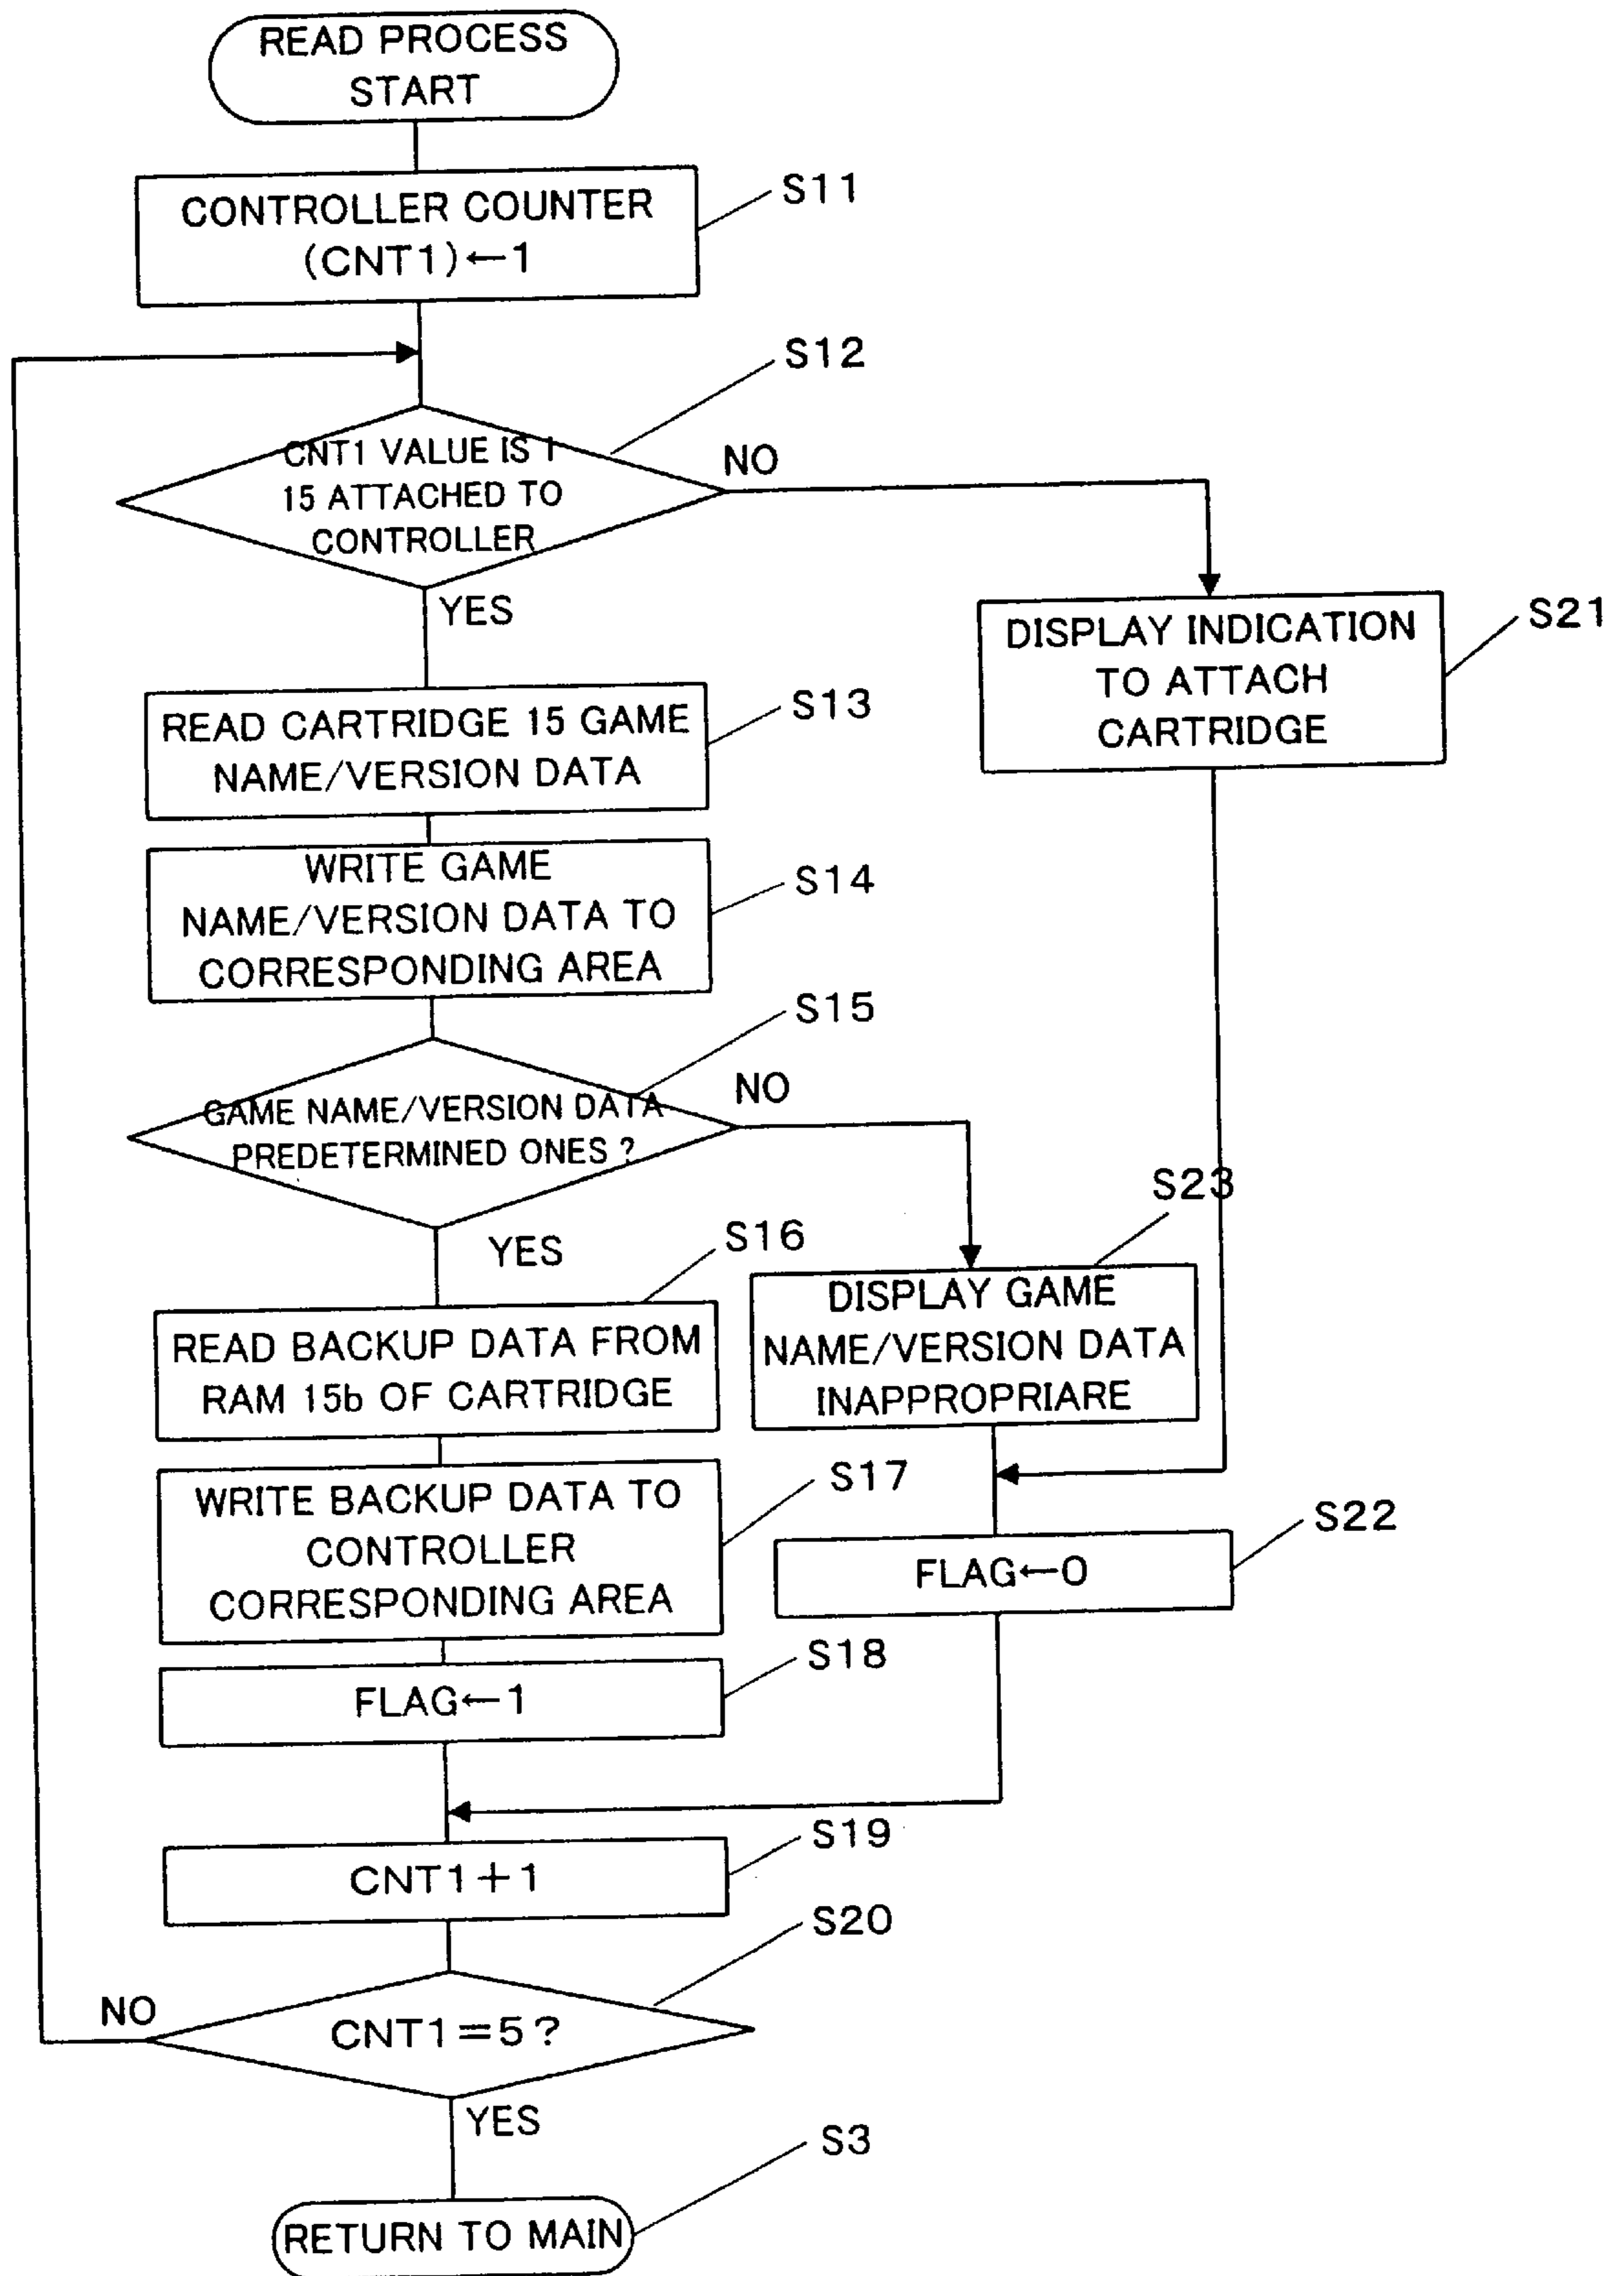 READ PROCESS
START
CONTROLLER COUNTER
(CNT1)←1
S11
S12
CNT1 VALUE IS 1
15 ATTACHED TO
CONTROLLER
NO
YES
DISPLAY INDICATION
TO ATTACH
CARTRIDGE
S21
READ CARTRIDGE 15 GAME
NAME/VERSION DATA
S13
WRITE GAME
NAME/VERSION DATA TO
CORRESPONDING AREA
S14
S15
GAME NAME/VERSION DATA
PREDETERMINED ONES ?
NO
YES
S23
DISPLAY GAME
NAME/VERSION DATA
INAPPROPRIARE
S16
READ BACKUP DATA FROM
RAM 15b OF CARTRIDGE
S17
WRITE BACKUP DATA TO
CONTROLLER
CORRESPONDING AREA
S22
FLAG←0
S18
FLAG←1
S19
CNT1+1
S20
NO
CNT1=5?
YES
S3
RETURN TO MAIN